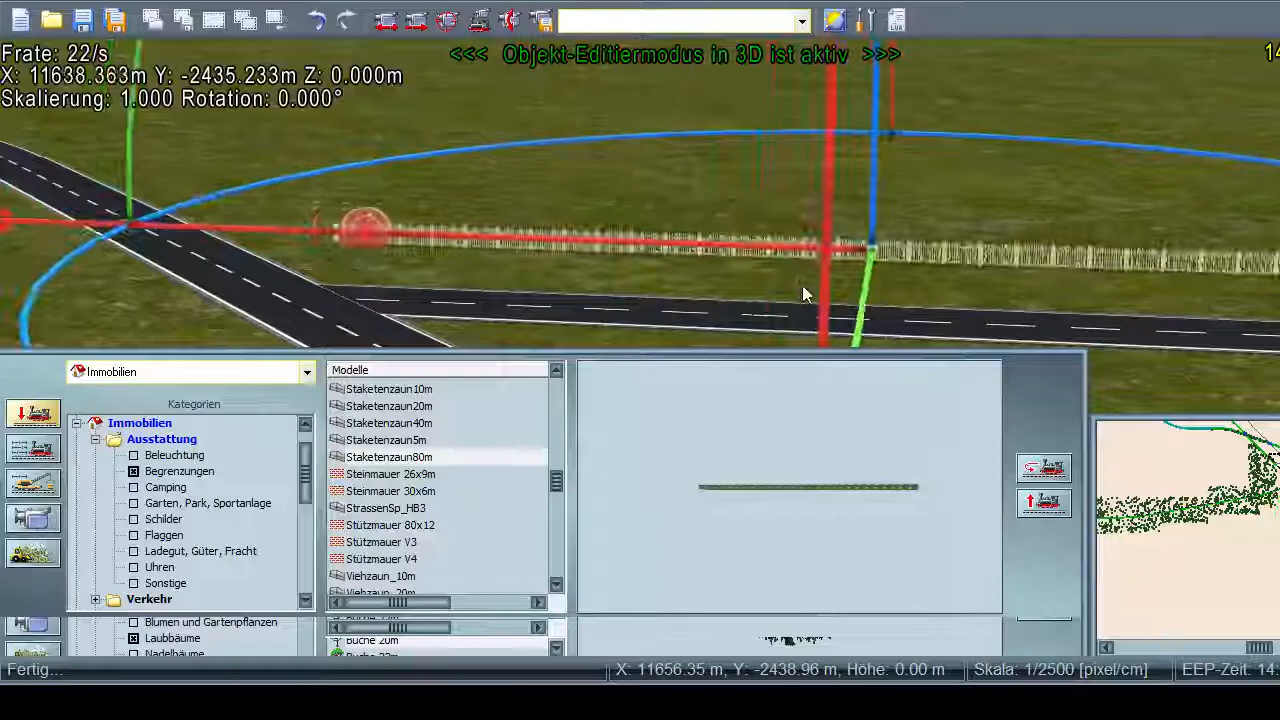 LUA
Frate: 22/s
<<< Objekt-Editiermodus in 3D ist aktiv >>>
14
X: 11638.363m Y: -2435.233m Z: 0.000m
Skalierung: 1.000 Rotation: 0.000°
Immobilien
Kategorien
Immobilien
Ausstattung
Beleuchtung
Begrenzungen
Camping
Garten, Park, Sportanlage
Schilder
Flaggen
Ladegut, Güter, Fracht
Uhren
Sonstige
Verkehr
Blumen und Gartenpflanzen
Laubbäume
Nadelbäume
Modelle
Staketenzaun10m
Staketenzaun20m
Staketenzaun40m
Staketenzaun5m
Staketenzaun80m
Steinmauer 26x9m
Steinmauer 30x6m
StrassenSp_HB3
Stützmauer 80x12
Stützmauer V3
Stützmauer V4
Viehzaun_10m
Viehzaun_20m
Buche 20m
Fertig...
X: 11656.35 m, Y: -2438.96 m, Höhe: 0.00 m
Skala: 1/2500 [pixel/cm]
EEP-Zeit: 14: